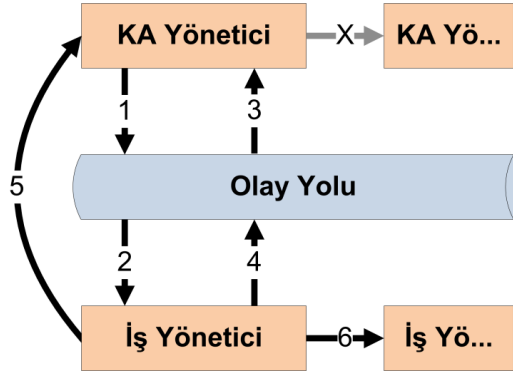 KA Yönetici
X
KA Yö...
1
3
5
Olay Yolu
2
4
İş Yönetici
6
İş Yö...